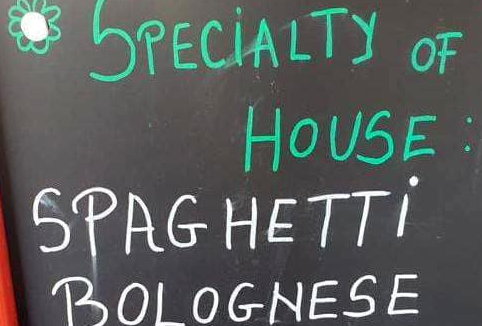 SPECiALTY OF
HOUSE:
SPAGHETTi
BOLOGNESE